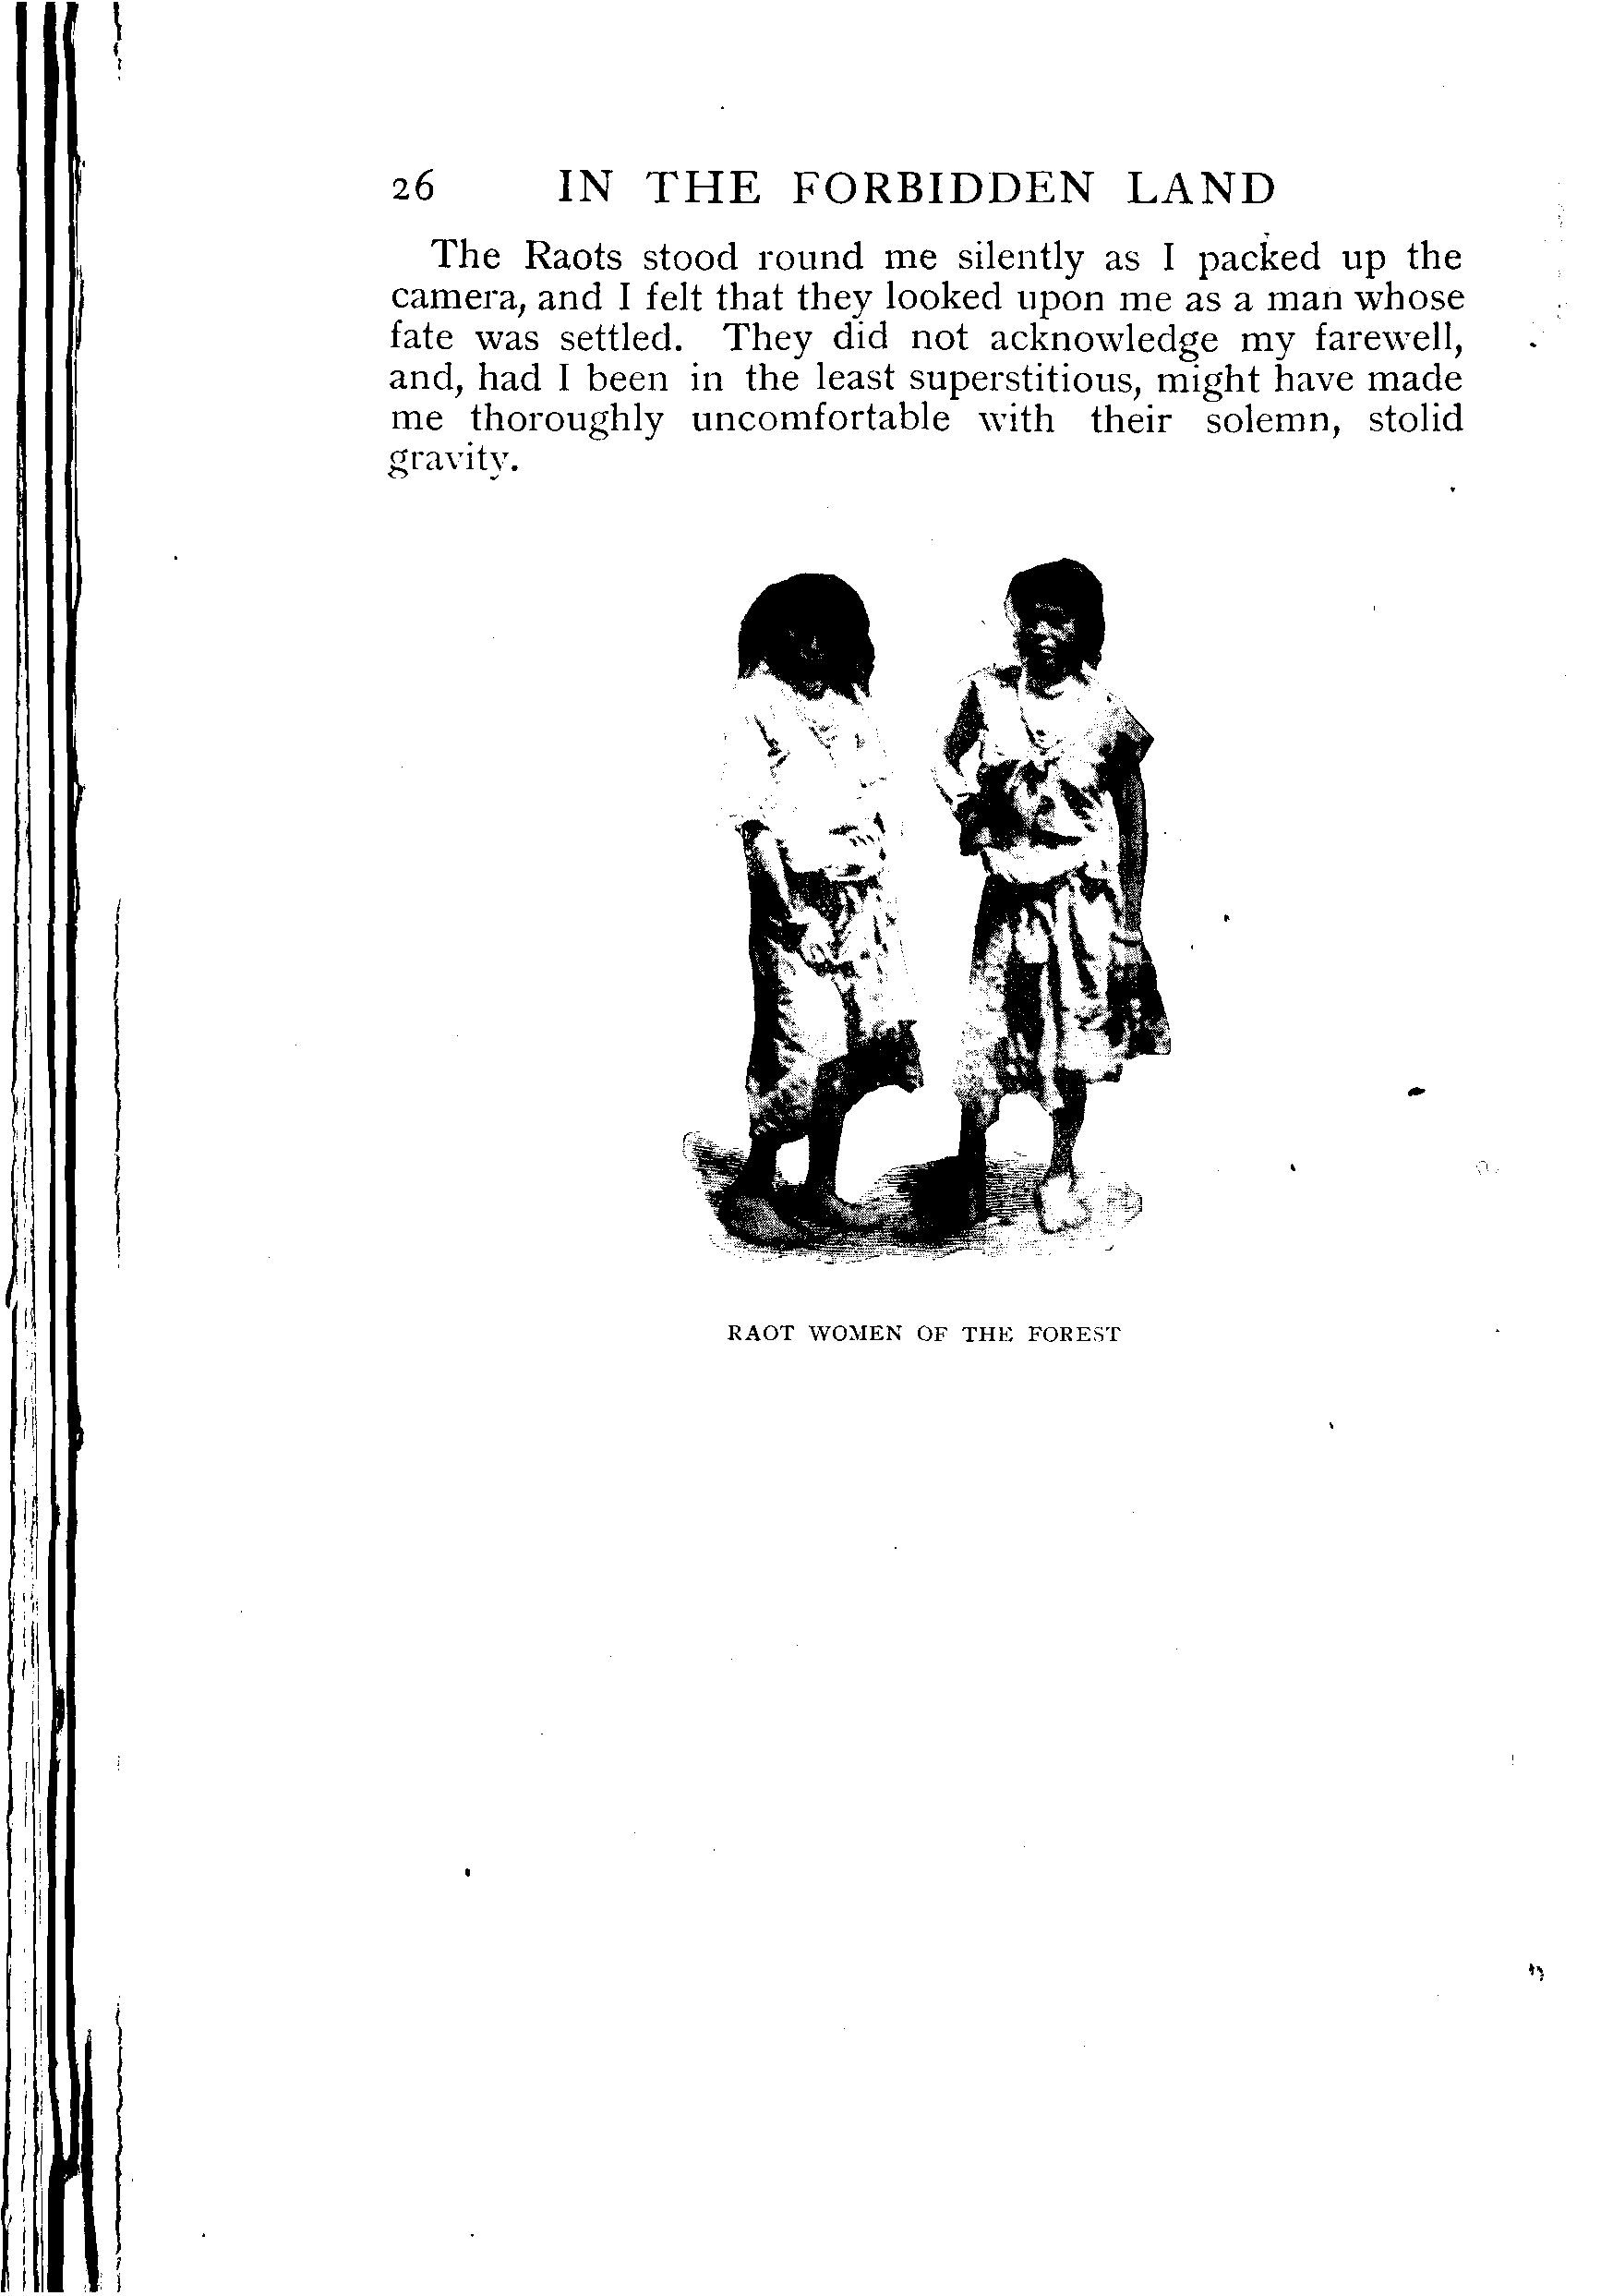 26 IN THE FORBIDDEN LAND
The Raots stood round me silently as I packed up the
camera, and I felt that they looked upon me as a man whose
fate was settled. They did not acknowledge my farewell,
and, had I been in the least superstitious, might have made
me thoroughly uncomfortable with their solemn, stolid
gravity.
RAOT WOMEN OF THE FOREST